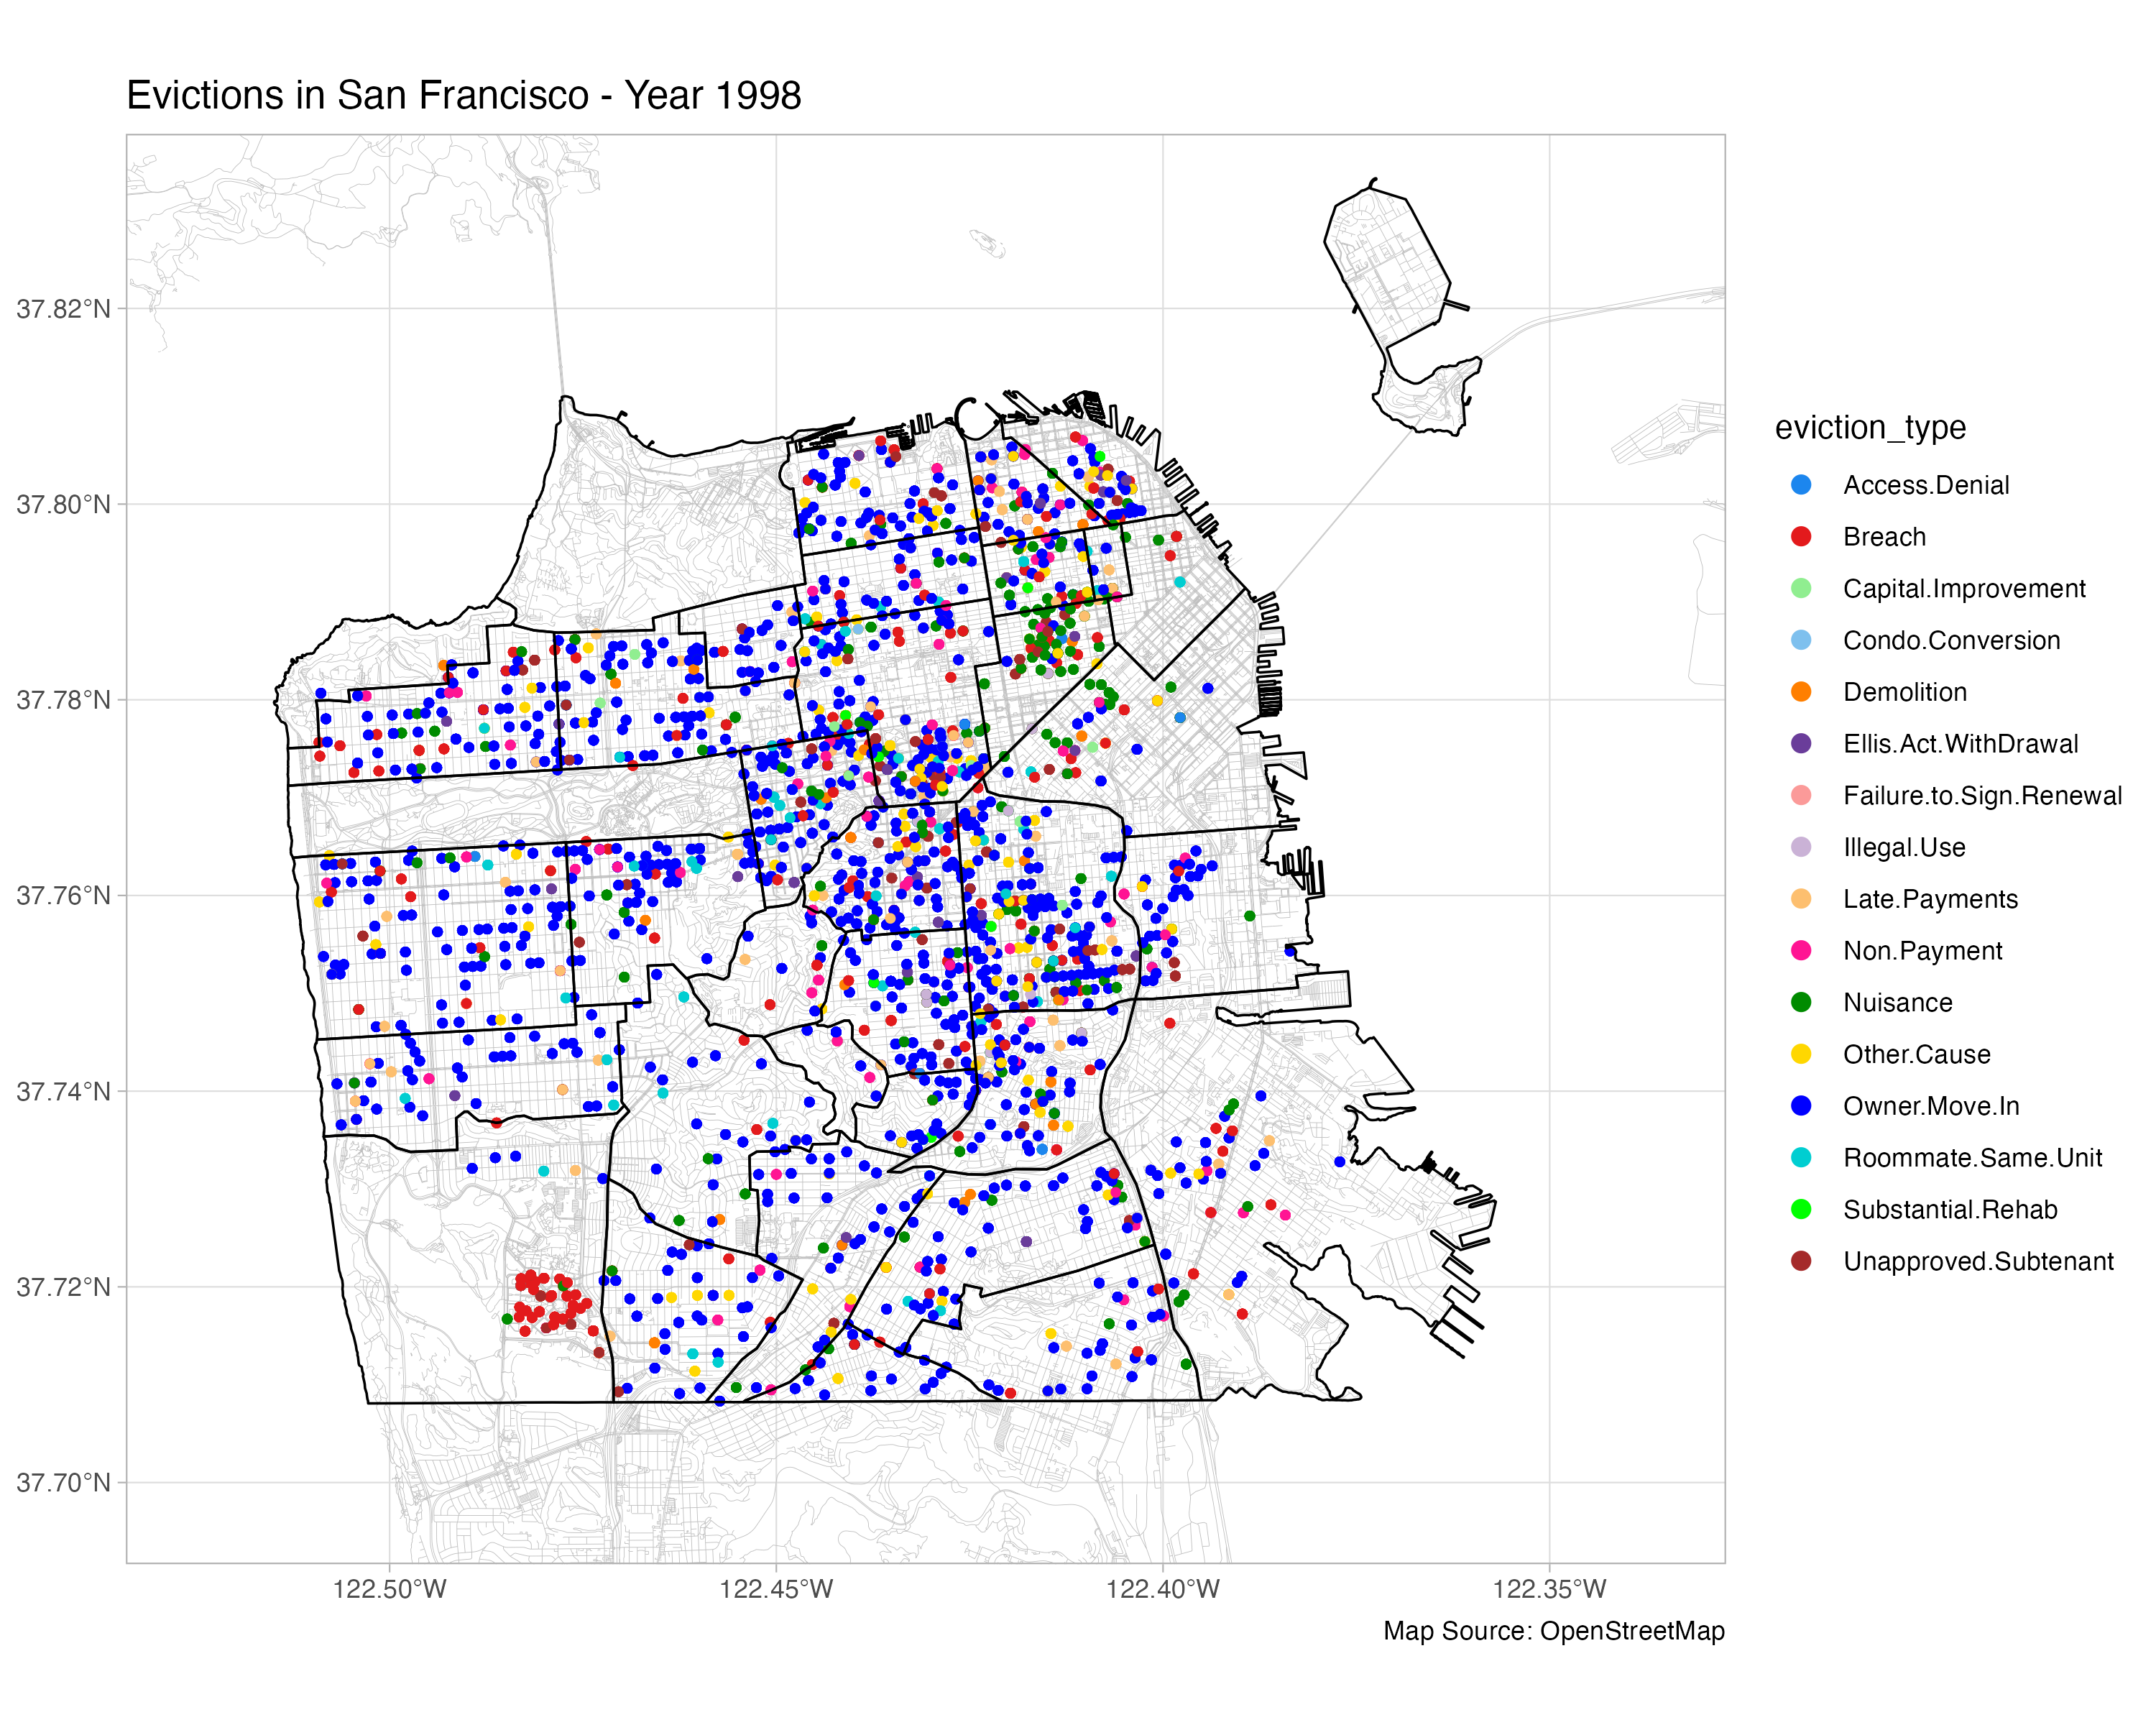 Evictions in San Francisco - Year 1998
37.82°N
37.80°N
37.78°N
37.76°N
37.74°N
37.72°N
37.70°N
122.50°W
122.45°W
122.40°W
122.35°W
Map Source: OpenStreetMap
eviction_type
Access.Denial
Breach
Capital.Improvement
Condo.Conversion
Demolition
Ellis.Act.WithDrawal
Failure.to.Sign.Renewal
Illegal.Use
Late.Payments
Non.Payment
Nuisance
Other.Cause
Owner.Move.In
Roommate.Same.Unit
Substantial.Rehab
Unapproved.Subtenant